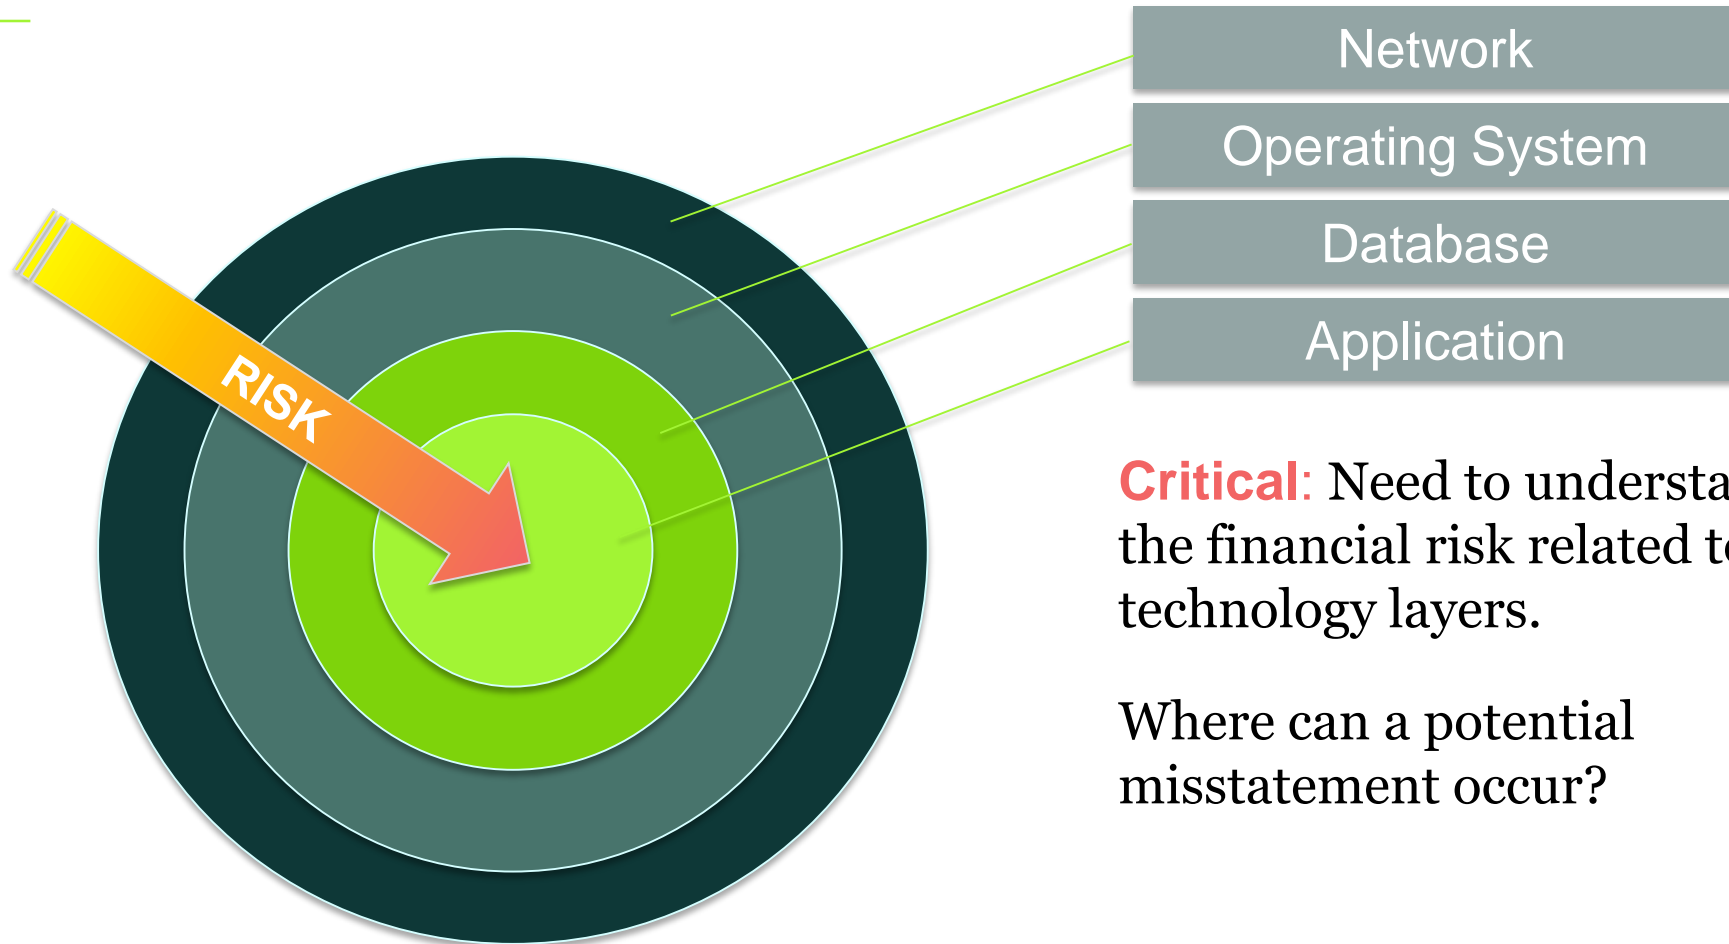 Network
Operating System
Database
Application
RISK
Critical: Need to understa
the financial risk related t
technology layers.
Where can a potential
misstatement occur?